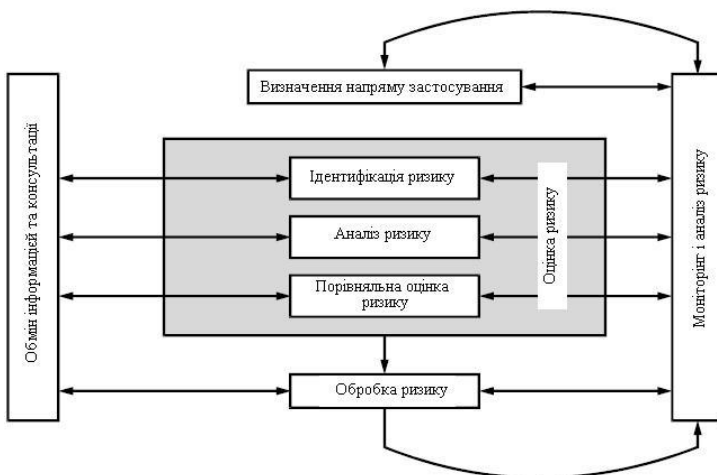 Визначення напряму застосування
Обмін інформацією та консультації
Ідентифікація ризику
Аналіз ризику
Порівняльна оцінка
ризику
Оцінка ризику
Моніторинг і аналіз ризику
Обробка ризику